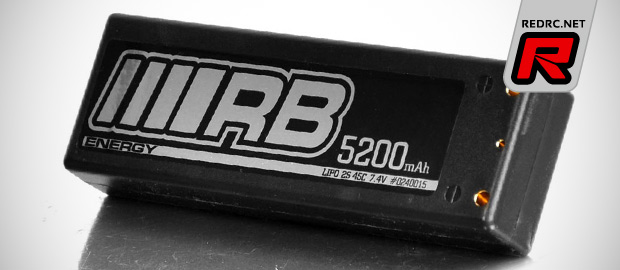 REDRC.NET
R
RB
5200mAh
ENERGY
LIPO 2S 45C 7.4V #0240015